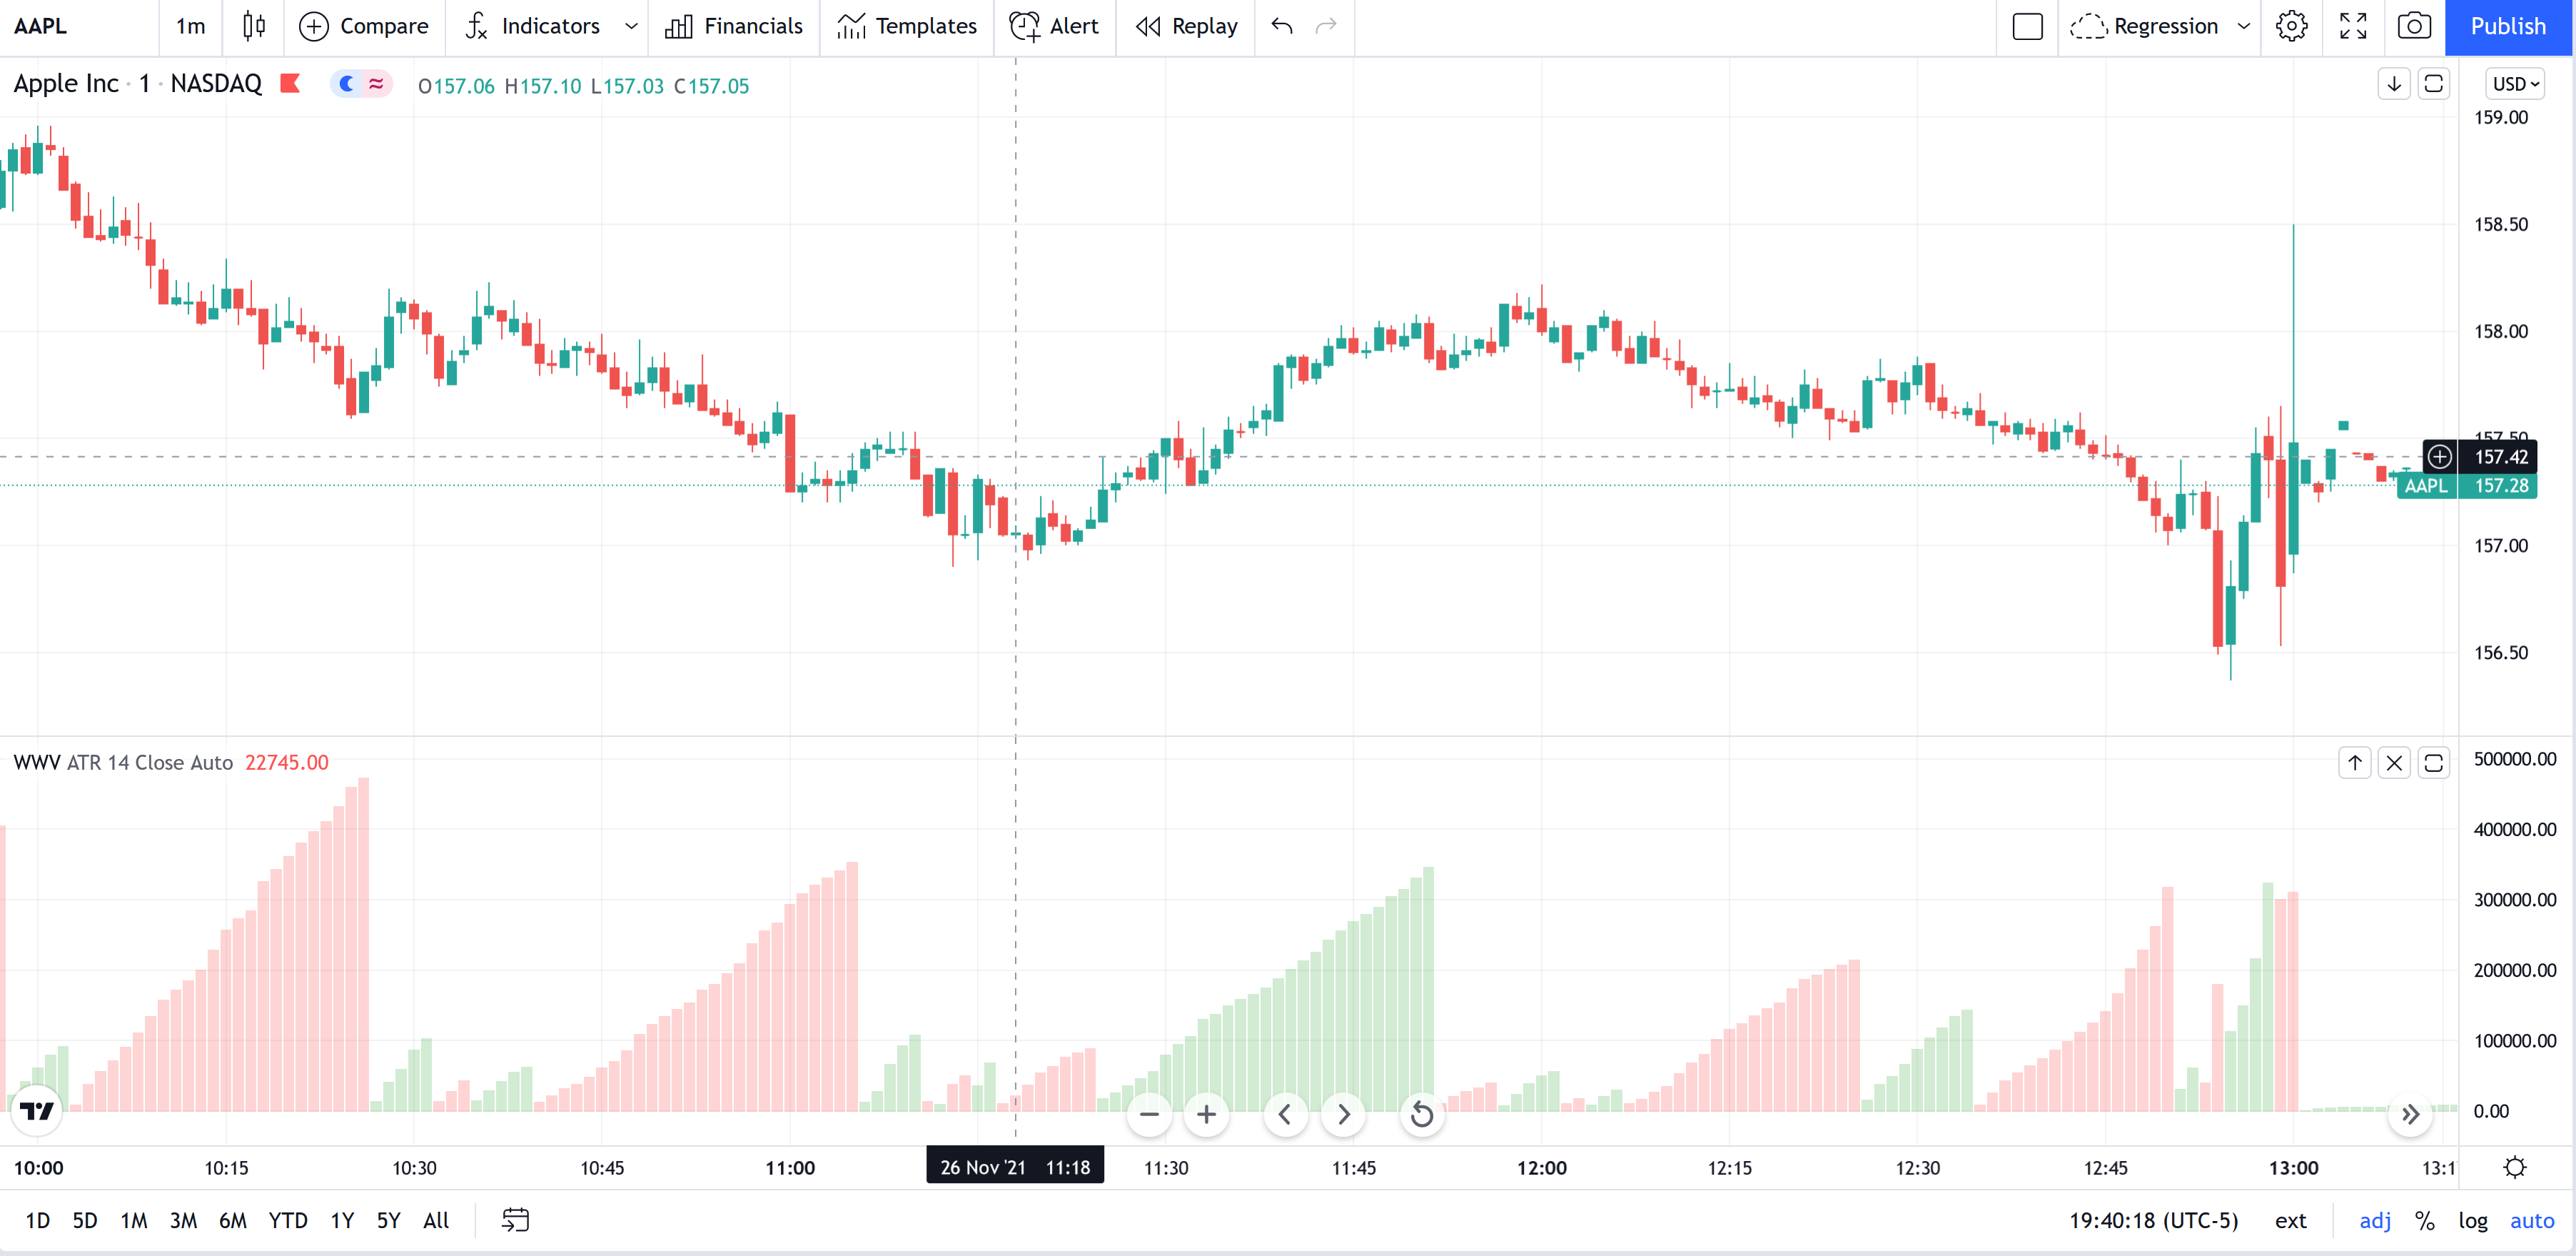 AAPL 1m Compare Indicators Financials Templates Alert Replay Regression Publish
Apple Inc · 1 · NASDAQ O157.06 H157.10 L157.03 C157.05 USD
159.00
158.50
158.00
157.50
157.42
AAPL 157.28
157.00
156.50
WWV ATR 14 Close Auto 22745.00
500000.00
400000.00
300000.00
200000.00
100000.00
0.00
10:00 10:15 10:30 10:45 11:00 26 Nov '21 11:18 11:30 11:45 12:00 12:15 12:30 12:45 13:00 13:1
1D 5D 1M 3M 6M YTD 1Y 5Y All 19:40:18 (UTC-5) ext adj % log auto